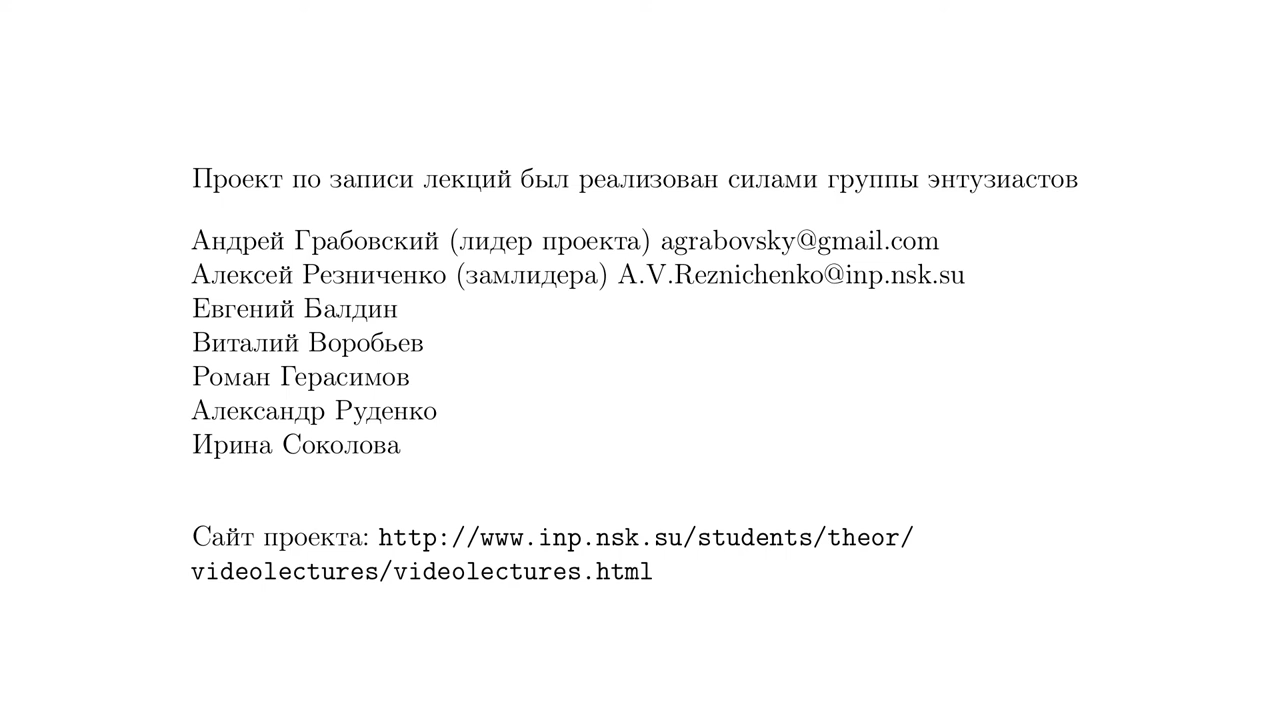 Проект по записи лекций был реализован силами группы энтузиастов
Андрей Грабовский (лидер проекта) agrabovsky@gmail.com
Алексей Резниченко (замлидера) A.V.Reznichenko@inp.nsk.su
Евгений Балдин
Виталий Воробьев
Роман Герасимов
Александр Руденко
Ирина Соколова
Сайт проекта: http://www.inp.nsk.su/students/theor/
videolectures/videolectures.html